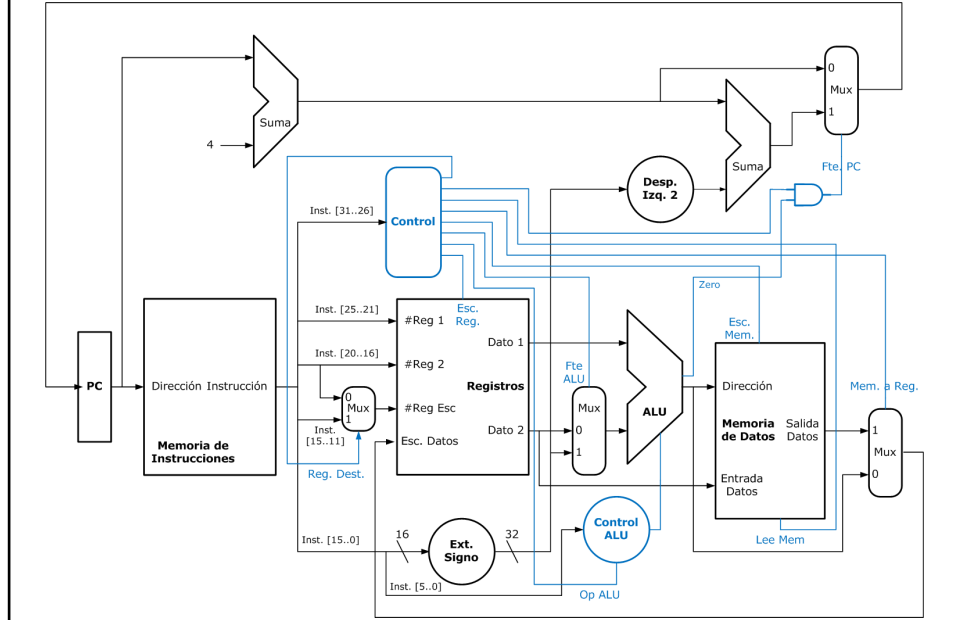 0
Mux
1
Suma
4
Suma
Fte. PC
Desp.
Izq. 2
Inst. [31..26]
Control
Zero
Inst. [25..21]
#Reg 1
Esc.
Reg.
Dato 1
Esc.
Mem.
Inst. [20..16]
#Reg 2
Fte
ALU
PC
Dirección Instrucción
Registros
Dirección
Mem. a Reg.
0
Mux
1
#Reg Esc
Mux
ALU
Inst.
[15..11]
Dato 2
0
Memoria
de Datos
Salida
Datos
1
Mux
0
Memoria de
Instrucciones
Esc. Datos
1
Reg. Dest.
Entrada
Datos
16
32
Control
ALU
Inst. [15..0]
Ext.
Signo
Lee Mem
Inst. [5..0]
Op ALU